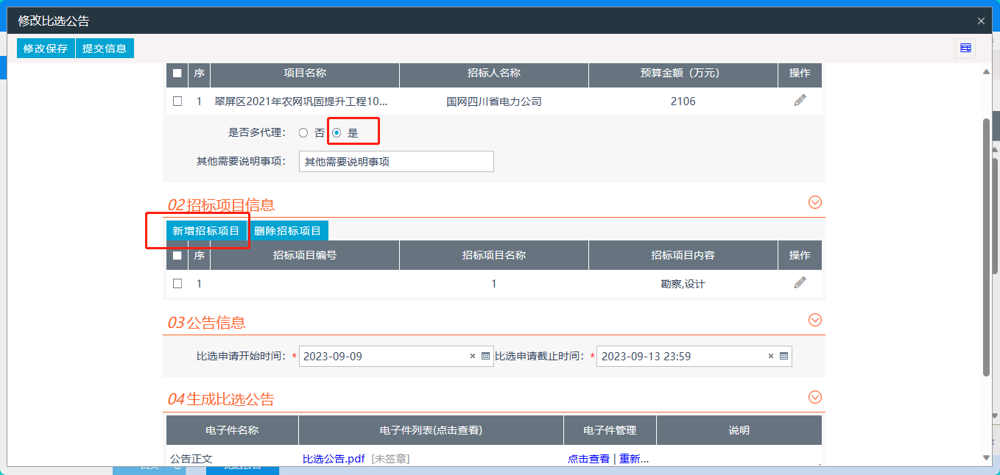 修改比选公告
修改保存 提交信息
序 项目名称 招标人名称 预算金额（万元） 操作
1 翠屏区2021年农网巩固提升工程10... 国网四川省电力公司 2106
是否多代理： 否 是
其他需要说明事项： 其他需要说明事项
02招标项目信息
新增招标项目 删除招标项目
序 招标项目编号 招标项目名称 招标项目内容 操作
1 1 勘察,设计
03公告信息
比选申请开始时间：* 2023-09-09 × 比选申请截止时间：* 2023-09-13 23:59 ×
04生成比选公告
电子件名称 电子件列表(点击查看) 电子件管理 说明
公告正文 比选公告.pdf [未签章] 点击查看 | 重新...